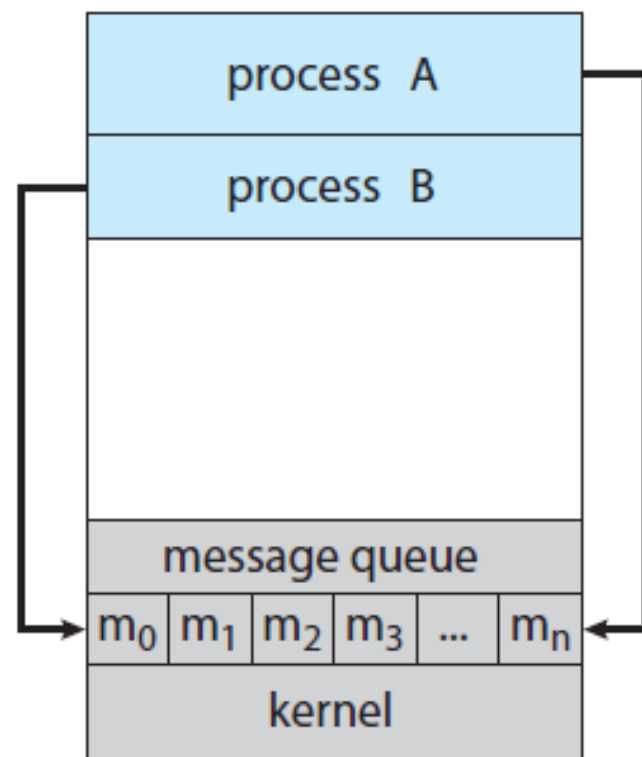 process A
process B
message queue
m₀ m₁ m₂ m₃ ... mₙ
kernel